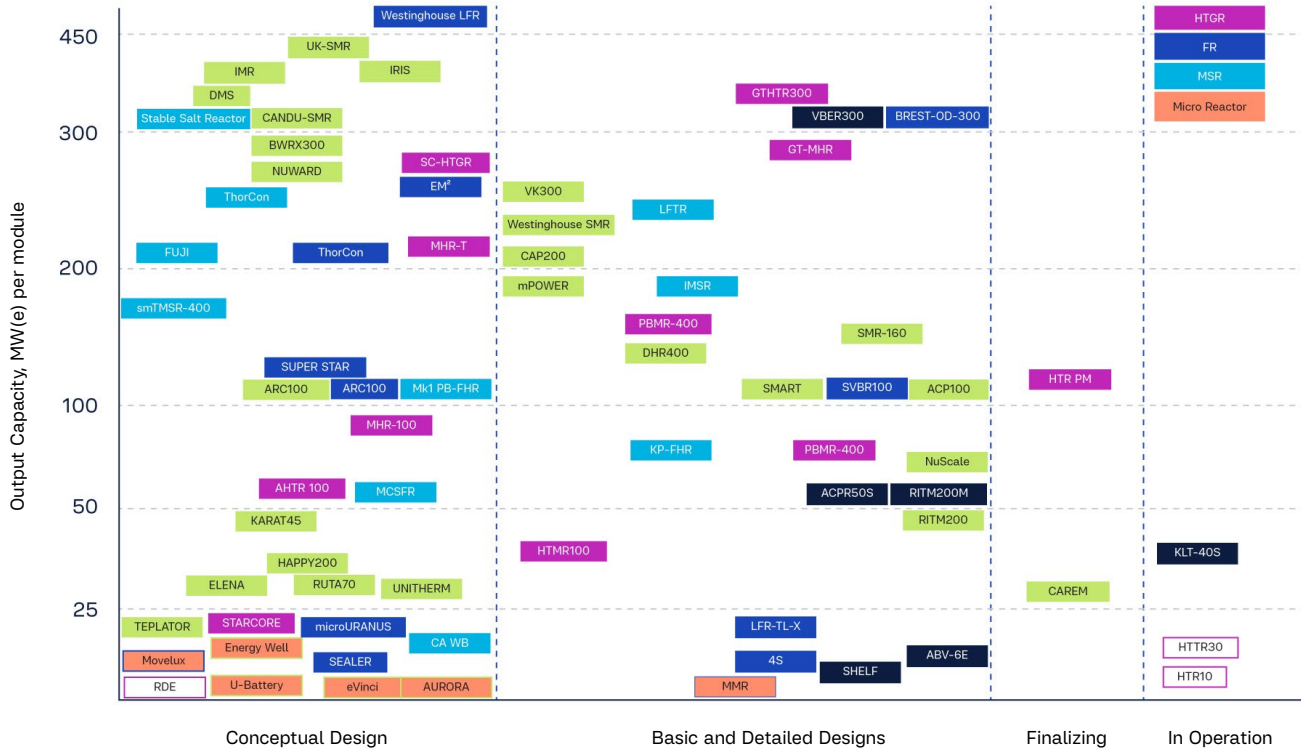 Westinghouse LFR
HTGR
450
UK-SMR
FR
IMR
IRIS
MSR
DMS
GTHTR300
Micro Reactor
Stable Salt Reactor
CANDU-SMR
VBER300
BREST-OD-300
300
BWRX300
GT-MHR
SC-HTGR
NUWARD
EM²
ThorCon
VK300
LFTR
Westinghouse SMR
FUJI
ThorCon
MHR-T
CAP200
200
mPOWER
IMSR
smTMSR-400
PBMR-400
SMR-160
DHR400
SUPER STAR
HTR PM
ARC100
ARC100
Mk1 PB-FHR
SMART
SVBR100
ACP100
100
MHR-100
KP-FHR
PBMR-400
NuScale
AHTR 100
MCSFR
ACPR50S
RITM200M
50
KARAT45
RITM200
HTMR100
KLT-40S
HAPPY200
ELENA
RUTA70
UNITHERM
CAREM
25
TEPLATOR
STARCORE
microURANUS
LFR-TL-X
CA WB
Energy Well
HTTR30
Movelux
SEALER
4S
ABV-6E
SHELF
HTR10
RDE
U-Battery
eVinci
AURORA
MMR
Output Capacity, MW(e) per module
Conceptual Design
Basic and Detailed Designs
Finalizing
In Operation